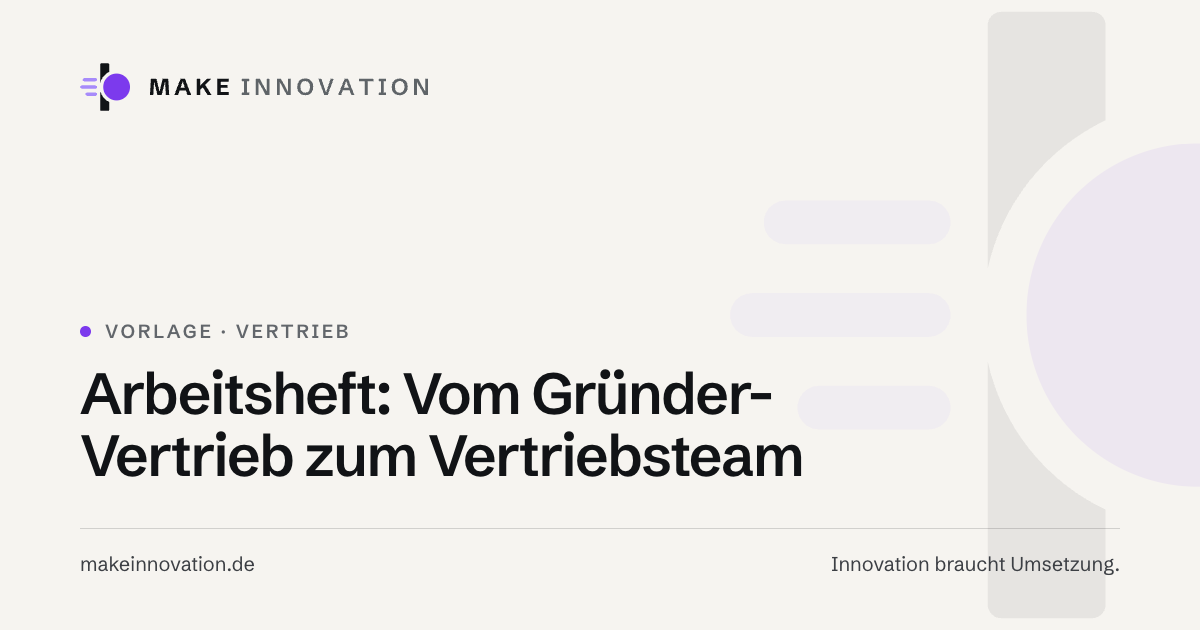 MAKE INNOVATION
VORLAGE · VERTRIEB
Arbeitsheft: Vom Gründer-
Vertrieb zum Vertriebsteam
makeinnovation.de
Innovation braucht Umsetzung.